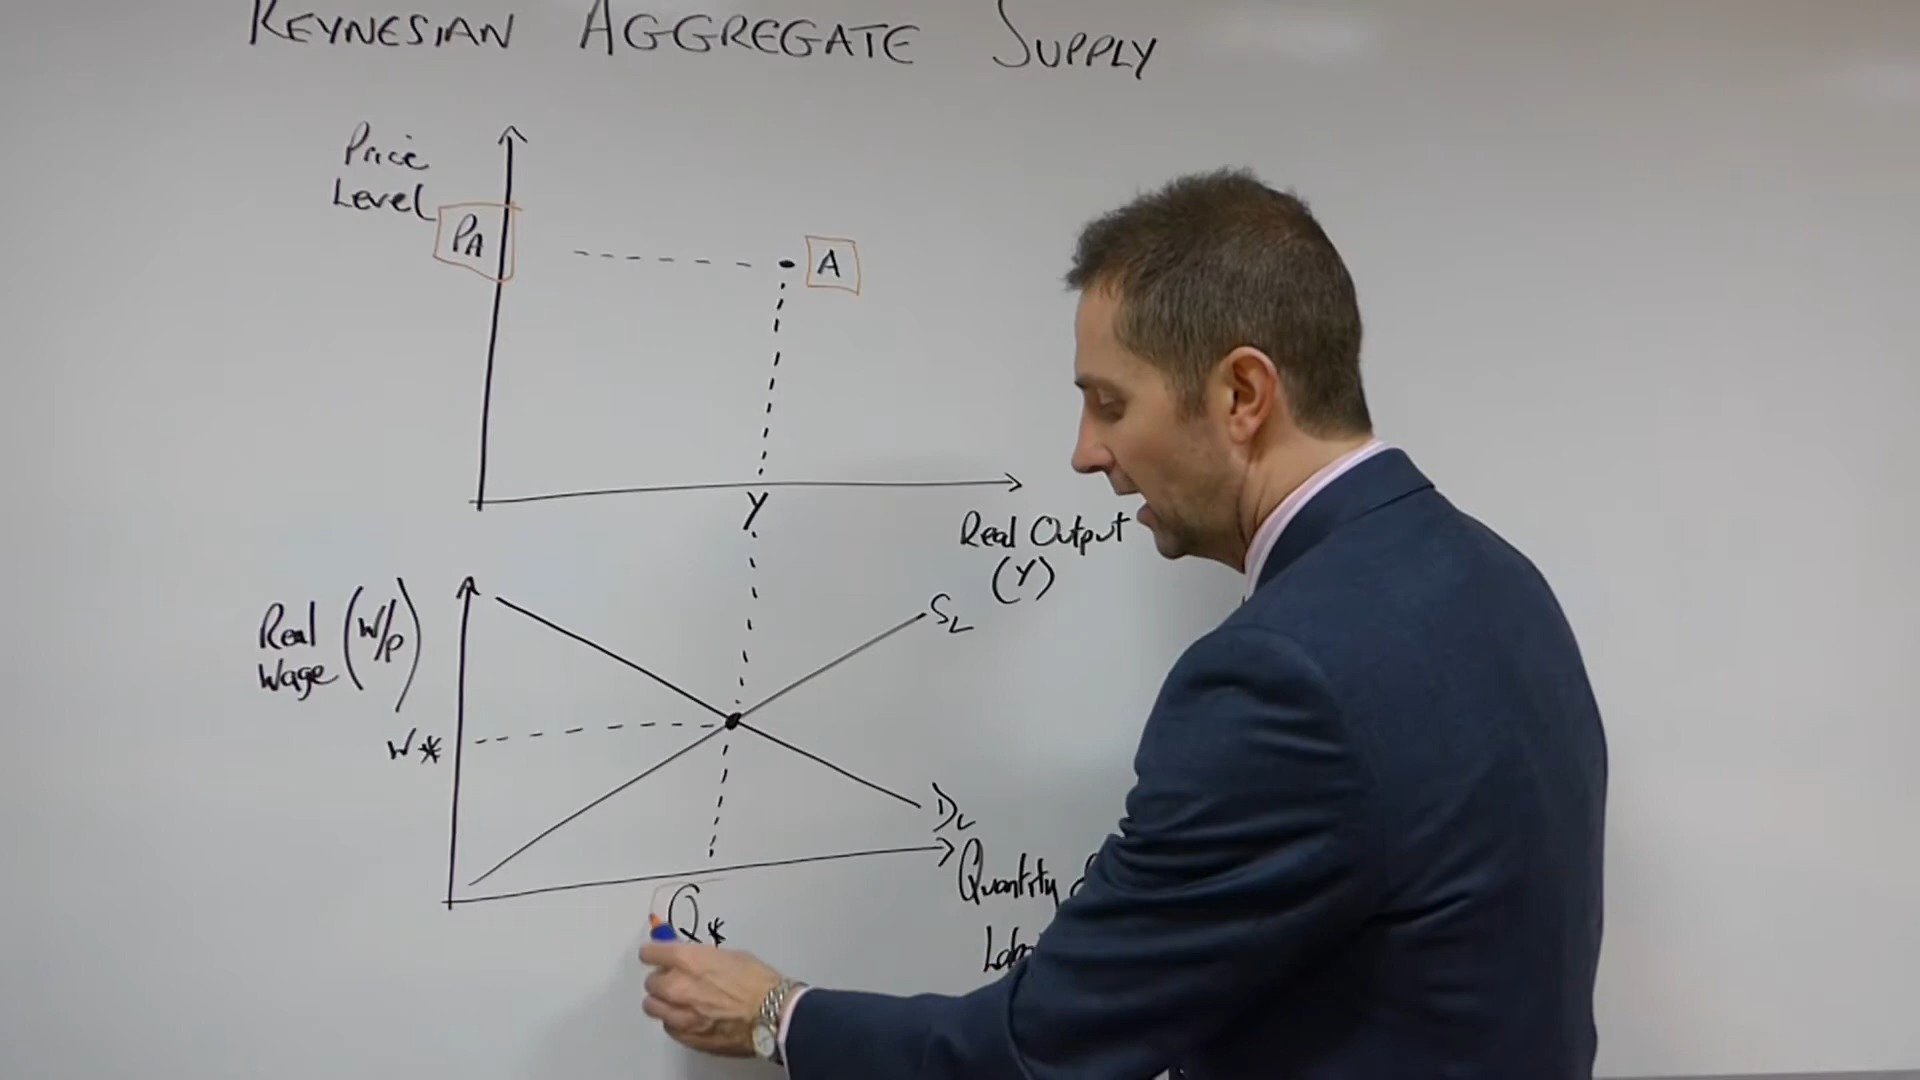 KEYNESIAN AGGREGATE SUPPLY
Price
Level
PA
A
Y
Real Output
(Y)
Real (W/P)
Wage
SL
W*
DL
Quantity
Q*